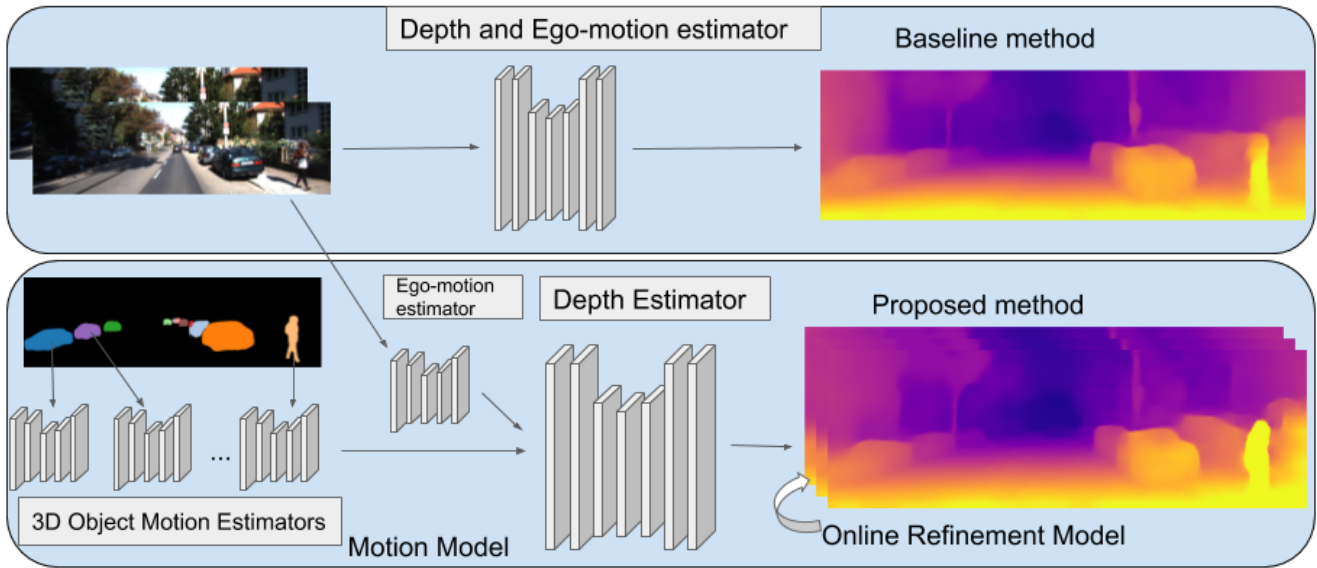 Depth and Ego-motion estimator
Baseline method
Ego-motion
estimator
Depth Estimator
Proposed method
...
3D Object Motion Estimators
Motion Model
Online Refinement Model